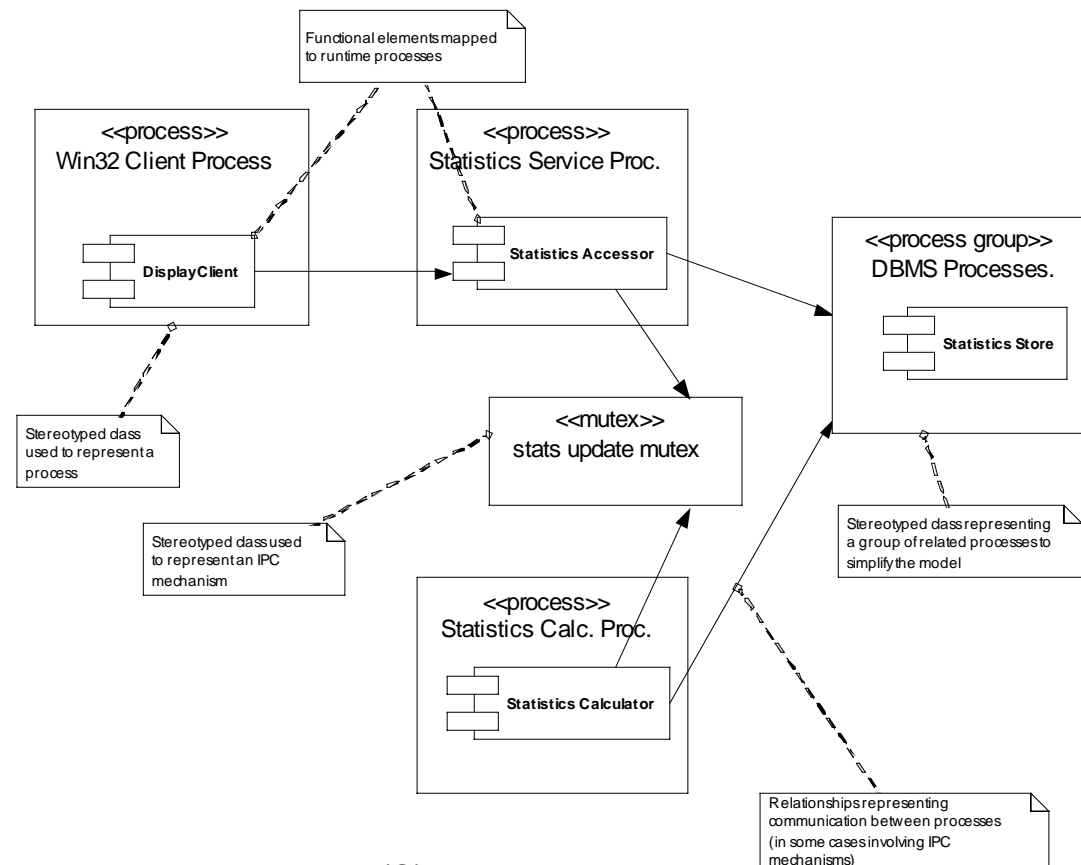 Functional elements mapped
to runtime processes
<<process>>
Win32 Client Process
DisplayClient
<<process>>
Statistics Service Proc.
Statistics Accessor
<<process group>>
DBMS Processes.
Statistics Store
Stereotyped class
used to represent a
process
<<mutex>>
stats update mutex
Stereotyped class used
to represent an IPC
mechanism
Stereotyped class representing
a group of related processes to
simplify the model
<<process>>
Statistics Calc. Proc.
Statistics Calculator
Relationships representing
communication between processes
(in some cases involving IPC
mechanisms)